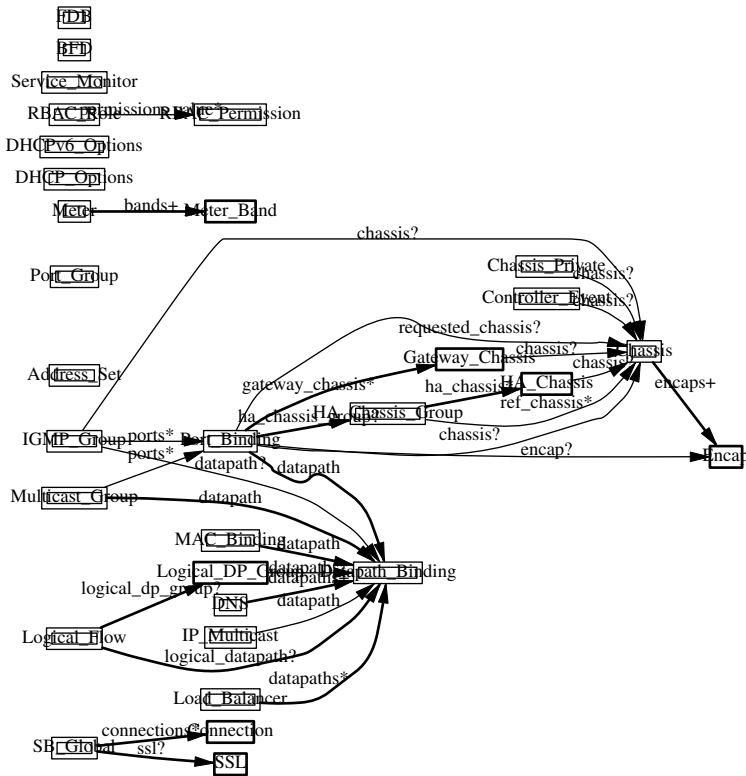 FDB
BFD
Service_Monitor
RBAC_Role
permissions value*
RBAC_Permission
DHCPv6_Options
DHCP_Options
Meter
bands+
Meter_Band
chassis?
Chassis_Private
chassis?
Port_Group
Controller_Event
chassis?
requested_chassis?
Gateway_Chassis
chassis?
Chassis
chassis?
Address_Set
gateway_chassis*
ha_chassis*
HA_Chassis
encaps+
ref_chassis*
ha_chassis_group?
HA_Chassis_Group
IGMP_Group
ports*
Port_Binding
chassis?
encap?
Encap
ports*
datapath?
datapath
Multicast_Group
datapath
MAC_Binding
datapath
Logical_DP_Group
datapaths*
Datapath_Binding
logical_dp_group?
datapaths*
DNS
datapath
Logical_Flow
IP_Multicast
logical_datapath?
datapaths*
Load_Balancer
connections*
Connection
SB_Global
ssl?
SSL